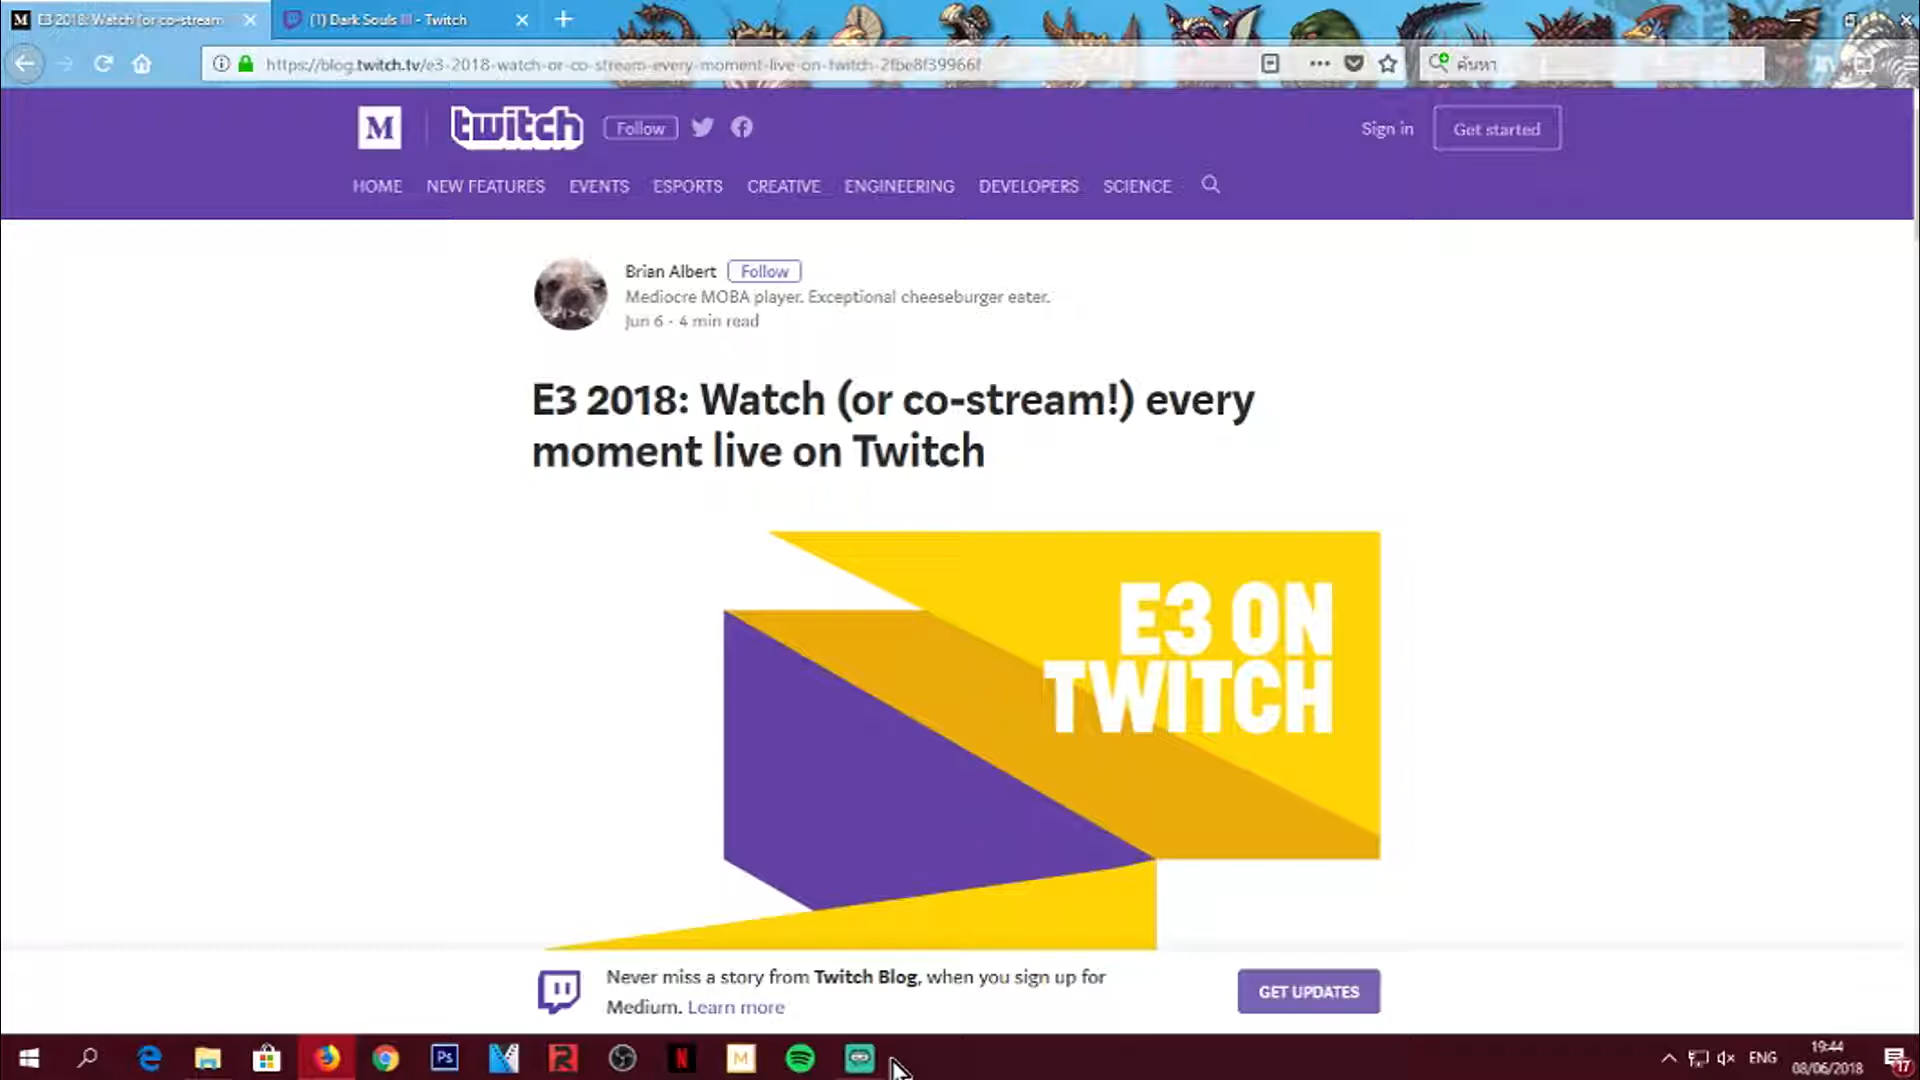 E3 2018: Watch (or co-stream
(1) Dark Souls III - Twitch
https://blog.twitch.tv/e3-2018-watch-or-co-stream-every-moment-live-on-twitch-2fbe8f39966f
ค้นหา
M
twitch
Follow
Sign in
Get started
HOME
NEW FEATURES
EVENTS
ESPORTS
CREATIVE
ENGINEERING
DEVELOPERS
SCIENCE
Brian Albert
Follow
Mediocre MOBA player. Exceptional cheeseburger eater.
Jun 6 · 4 min read
E3 2018: Watch (or co-stream!) every
moment live on Twitch
E3 ON
TWITCH
Never miss a story from Twitch Blog, when you sign up for
Medium. Learn more
GET UPDATES
Ps
N
M
ENG
19:44
08/06/2018
17